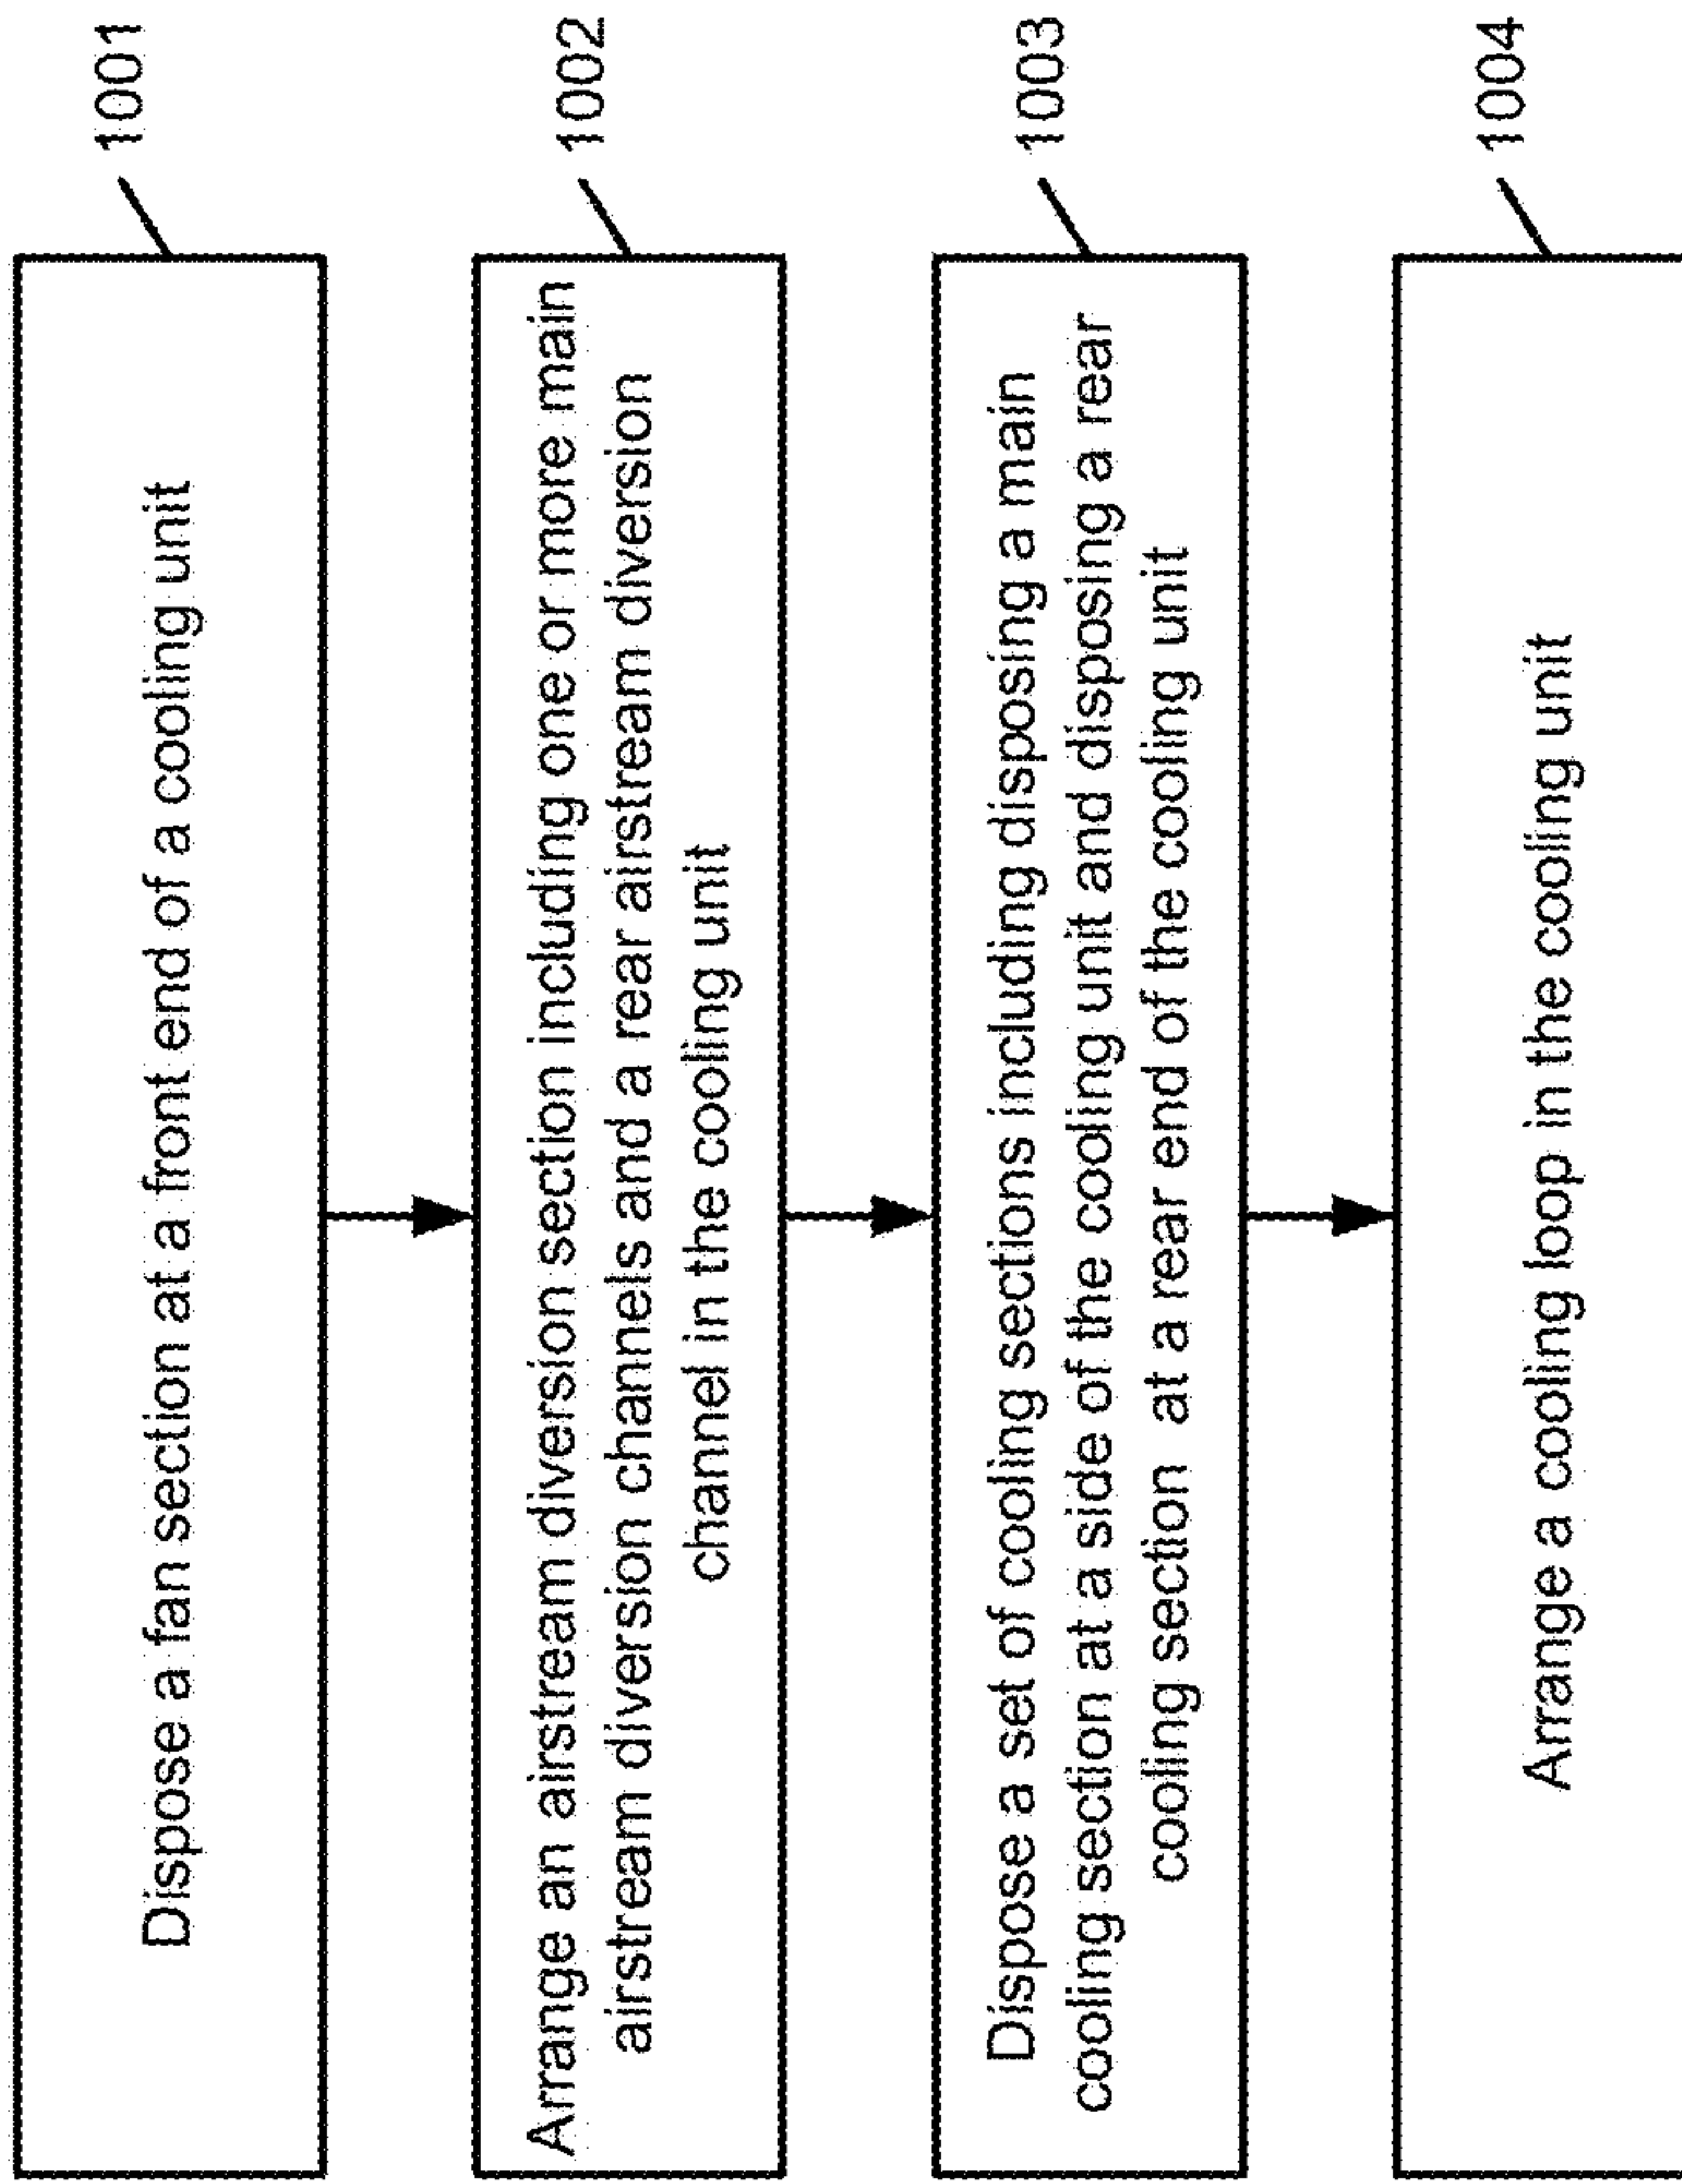 1001
Dispose a fan section at a front end of a cooling unit
1002
Arrange an airstream diversion section including one or more main
airstream diversion channels and a rear airstream diversion
channel in the cooling unit
1003
Dispose a set of cooling sections including disposing a main
cooling section at a side of the cooling unit and disposing a rear
cooling section at a rear end of the cooling unit
1004
Arrange a cooling loop in the cooling unit